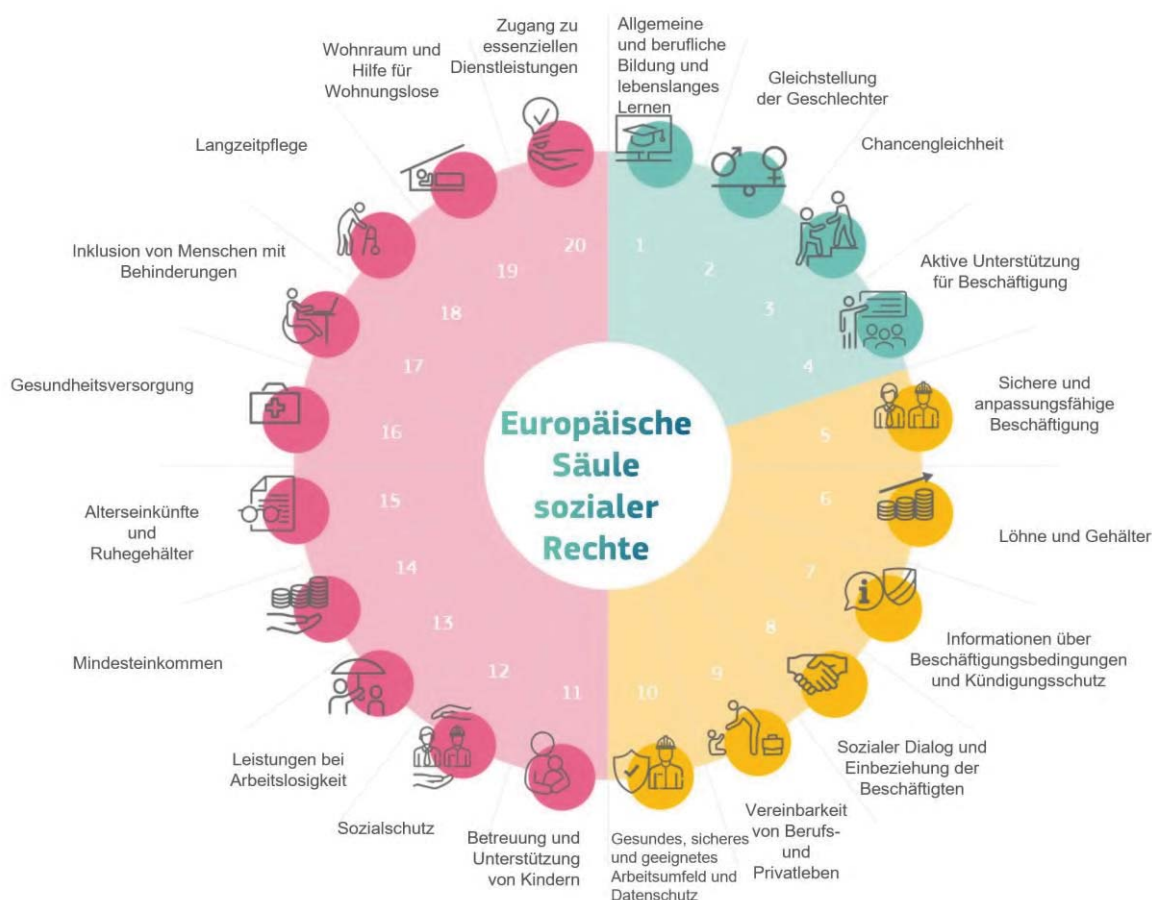 Europäische
Säule
sozialer
Rechte
1
Allgemeine
und berufliche
Bildung und
lebenslanges
Lernen
2
Gleichstellung
der Geschlechter
3
Chancengleichheit
4
Aktive Unterstützung
für Beschäftigung
5
Sichere und
anpassungsfähige
Beschäftigung
6
Löhne und Gehälter
7
Informationen über
Beschäftigungsbedingungen
und Kündigungsschutz
8
Sozialer Dialog und
Einbeziehung der
Beschäftigten
9
Vereinbarkeit
von Berufs-
und
Privatleben
10
Gesundes, sicheres
und geeignetes
Arbeitsumfeld und
Datenschutz
11
Betreuung und
Unterstützung
von Kindern
12
Sozialschutz
13
Leistungen bei
Arbeitslosigkeit
14
Mindesteinkommen
15
Alterseinkünfte
und
Ruhegehälter
16
Gesundheitsversorgung
17
Inklusion von Menschen mit
Behinderungen
18
Langzeitpflege
19
Wohnraum und
Hilfe für
Wohnungslose
20
Zugang zu
essenziellen
Dienstleistungen